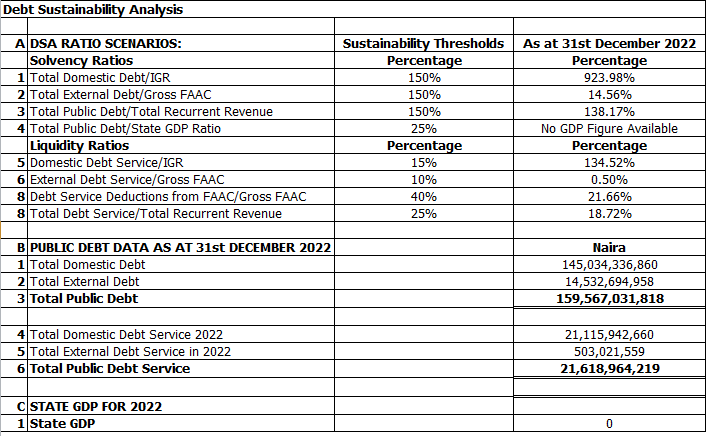 Debt Sustainability Analysis
A DSA RATIO SCENARIOS: Sustainability Thresholds As at 31st December 2022
Solvency Ratios Percentage Percentage
1 Total Domestic Debt/IGR 150% 923.98%
2 Total External Debt/Gross FAAC 150% 14.56%
3 Total Public Debt/Total Recurrent Revenue 150% 138.17%
4 Total Public Debt/State GDP Ratio 25% No GDP Figure Available
Liquidity Ratios Percentage Percentage
5 Domestic Debt Service/IGR 15% 134.52%
6 External Debt Service/Gross FAAC 10% 0.50%
8 Debt Service Deductions from FAAC/Gross FAAC 40% 21.66%
8 Total Debt Service/Total Recurrent Revenue 25% 18.72%
B PUBLIC DEBT DATA AS AT 31st DECEMBER 2022 Naira
1 Total Domestic Debt 145,034,336,860
2 Total External Debt 14,532,694,958
3 Total Public Debt 159,567,031,818
4 Total Domestic Debt Service 2022 21,115,942,660
5 Total External Debt Service in 2022 503,021,559
6 Total Public Debt Service 21,618,964,219
C STATE GDP FOR 2022
1 State GDP 0